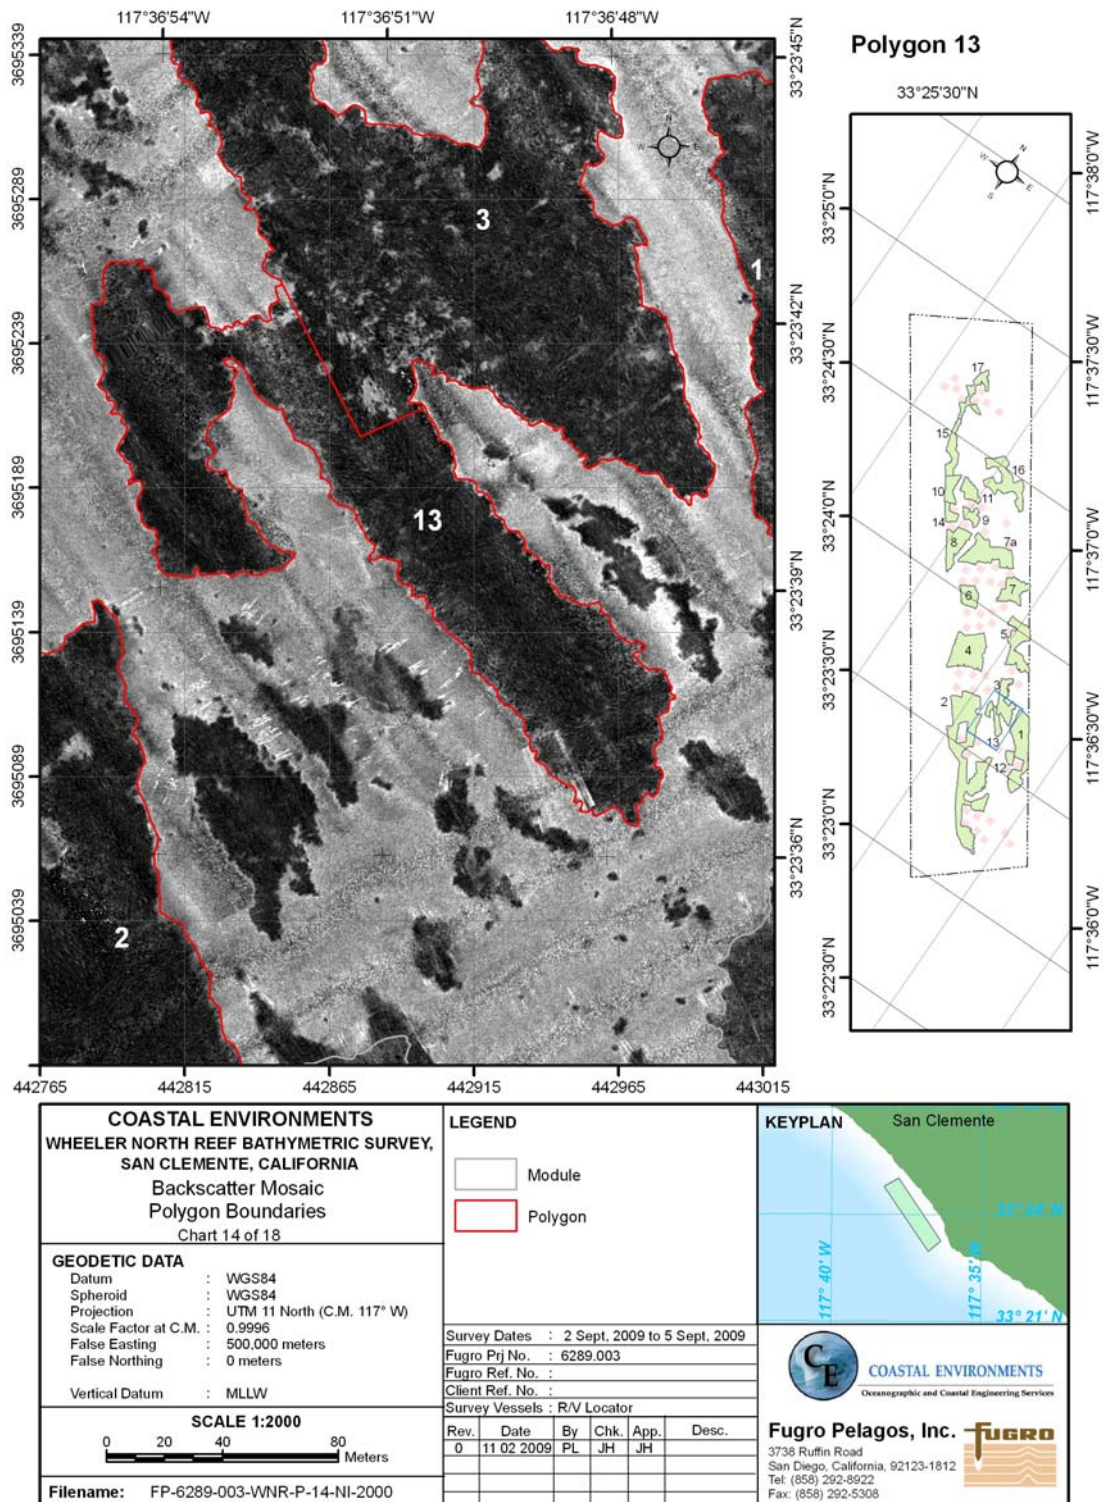 117°36'54"W 117°36'51"W 117°36'48"W
3695339
3695289
3695239
3695189
3695139
3695089
3695039
33°23'45"N
33°23'42"N
33°23'39"N
33°23'36"N
N
W E
3
1
13
2
442765 442815 442865 442915 442965 443015
Polygon 13
33°25'30"N
33°25'0"N
33°24'30"N
33°24'0"N
33°23'30"N
33°23'0"N
33°22'30"N
117°38'0"W
117°37'30"W
117°37'0"W
117°36'30"W
117°36'0"W
N
W
E
S
17
15
16
10
11
14
9
8
7a
6
7
5
4
3
2
1
13
12
COASTAL ENVIRONMENTS
WHEELER NORTH REEF BATHYMETRIC SURVEY,
SAN CLEMENTE, CALIFORNIA
Backscatter Mosaic
Polygon Boundaries
Chart 14 of 18
GEODETIC DATA
Datum : WGS84
Spheroid : WGS84
Projection : UTM 11 North (C.M. 117° W)
Scale Factor at C.M. : 0.9996
False Easting : 500,000 meters
False Northing : 0 meters
Vertical Datum : MLLW
SCALE 1:2000
0 20 40 80
Meters
Filename: FP-6289-003-WNR-P-14-NI-2000
LEGEND
Module
Polygon
Survey Dates : 2 Sept, 2009 to 5 Sept, 2009
Fugro Prj No. : 6289.003
Fugro Ref. No. :
Client Ref. No. :
Survey Vessels : R/V Locator
Rev. Date By Chk. App. Desc.
0 11 02 2009 PL JH JH
KEYPLAN
San Clemente
33° 24' N
117° 40' W
117° 35' W
33° 21' N
CE
COASTAL ENVIRONMENTS
Oceanographic and Coastal Engineering Services
Fugro Pelagos, Inc.
FUGRO
3738 Ruffin Road
San Diego, California, 92123-1812
Tel: (858) 292-8922
Fax: (858) 292-5308